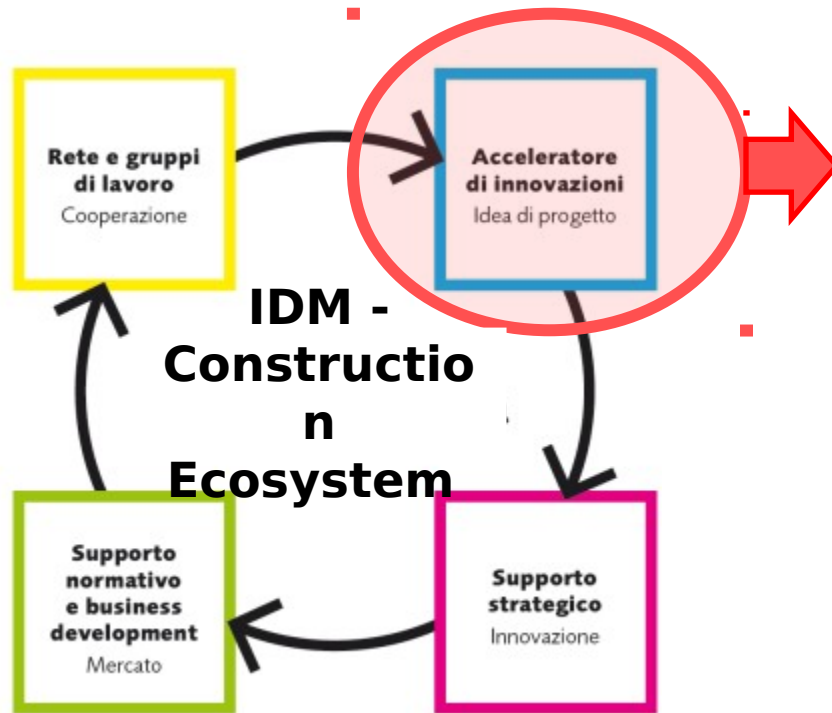 Rete e gruppi
di lavoro
Cooperazione
Acceleratore
di innovazioni
Idea di progetto
IDM -
Constructio
n
Ecosystem
Supporto
normativo
e business
development
Mercato
Supporto
strategico
Innovazione